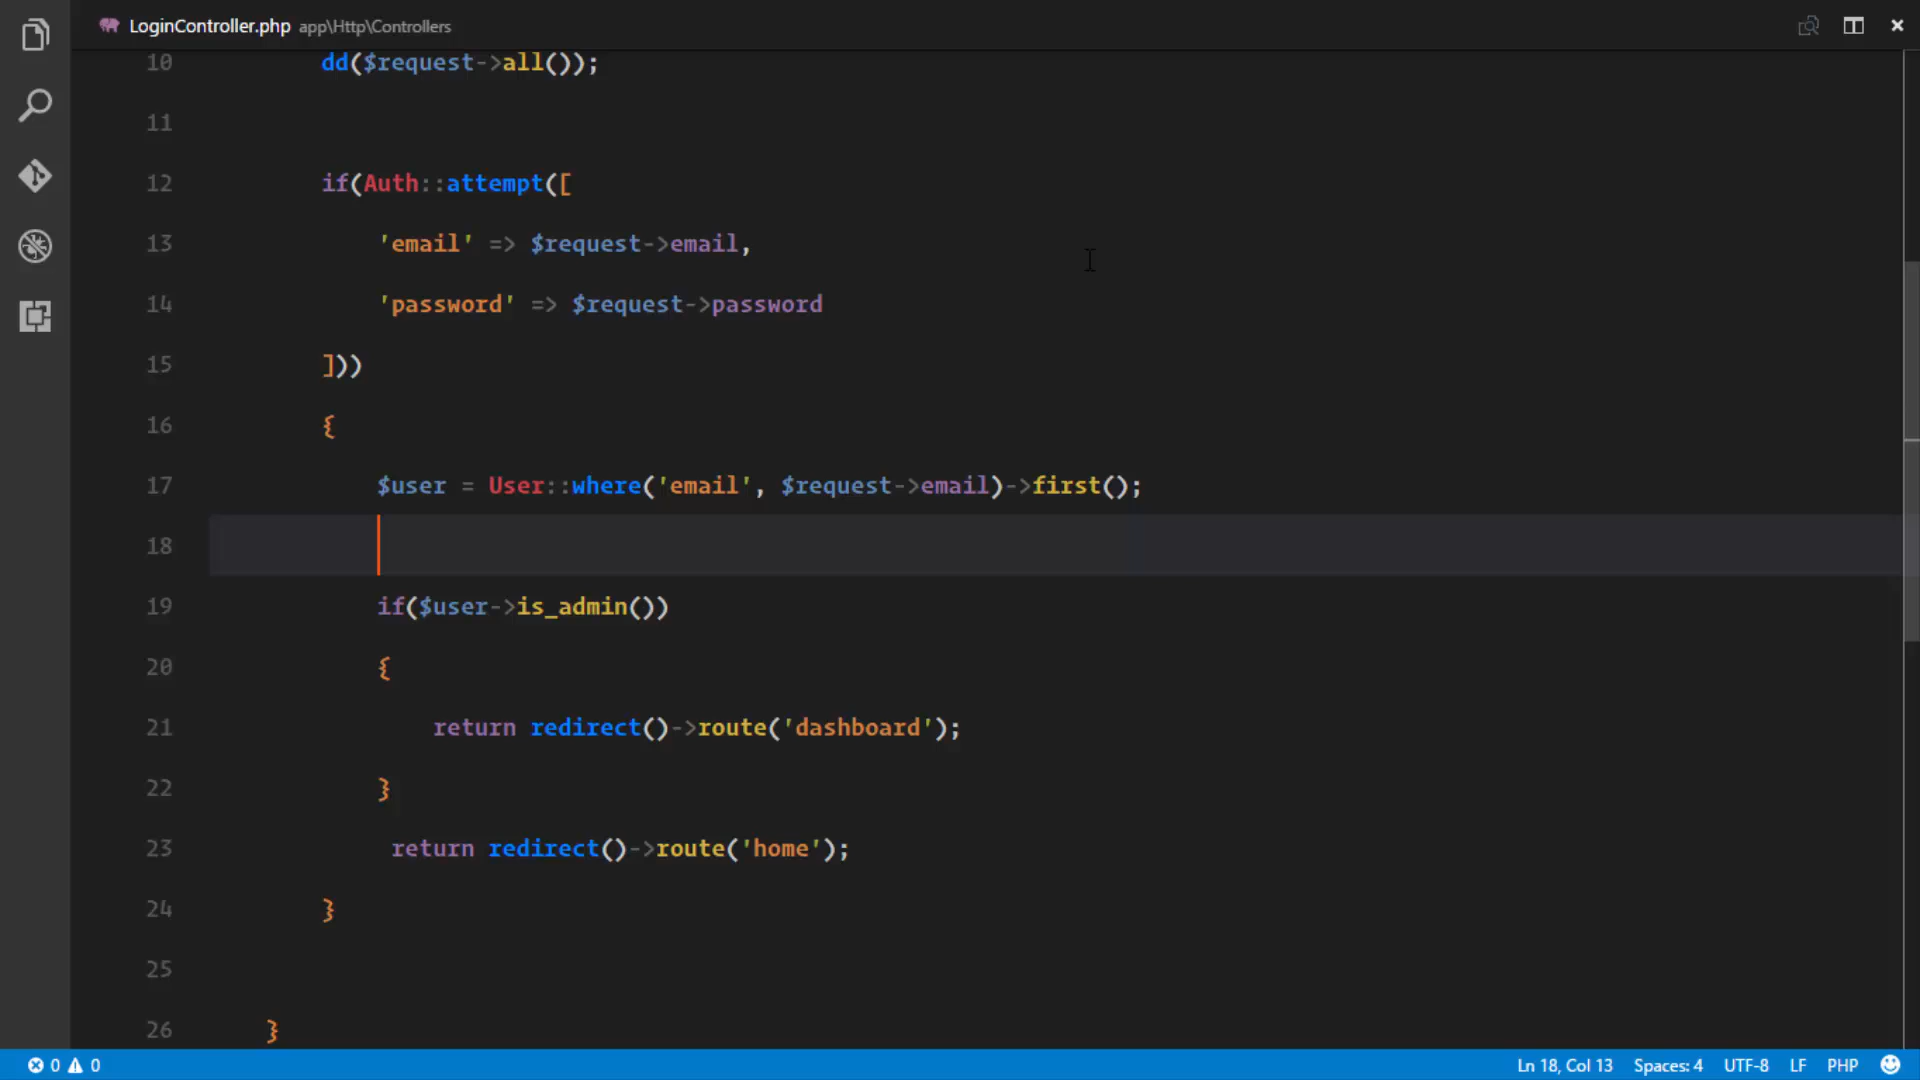 LoginController.php app\Http\Controllers
10 dd($request->all());
11
12 if(Auth::attempt([
13 'email' => $request->email,
14 'password' => $request->password
15 ]))
16 {
17 $user = User::where('email', $request->email)->first();
18
19 if($user->is_admin())
20 {
21 return redirect()->route('dashboard');
22 }
23 return redirect()->route('home');
24 }
25
26 }
0 0 Ln 18, Col 13 Spaces: 4 UTF-8 LF PHP